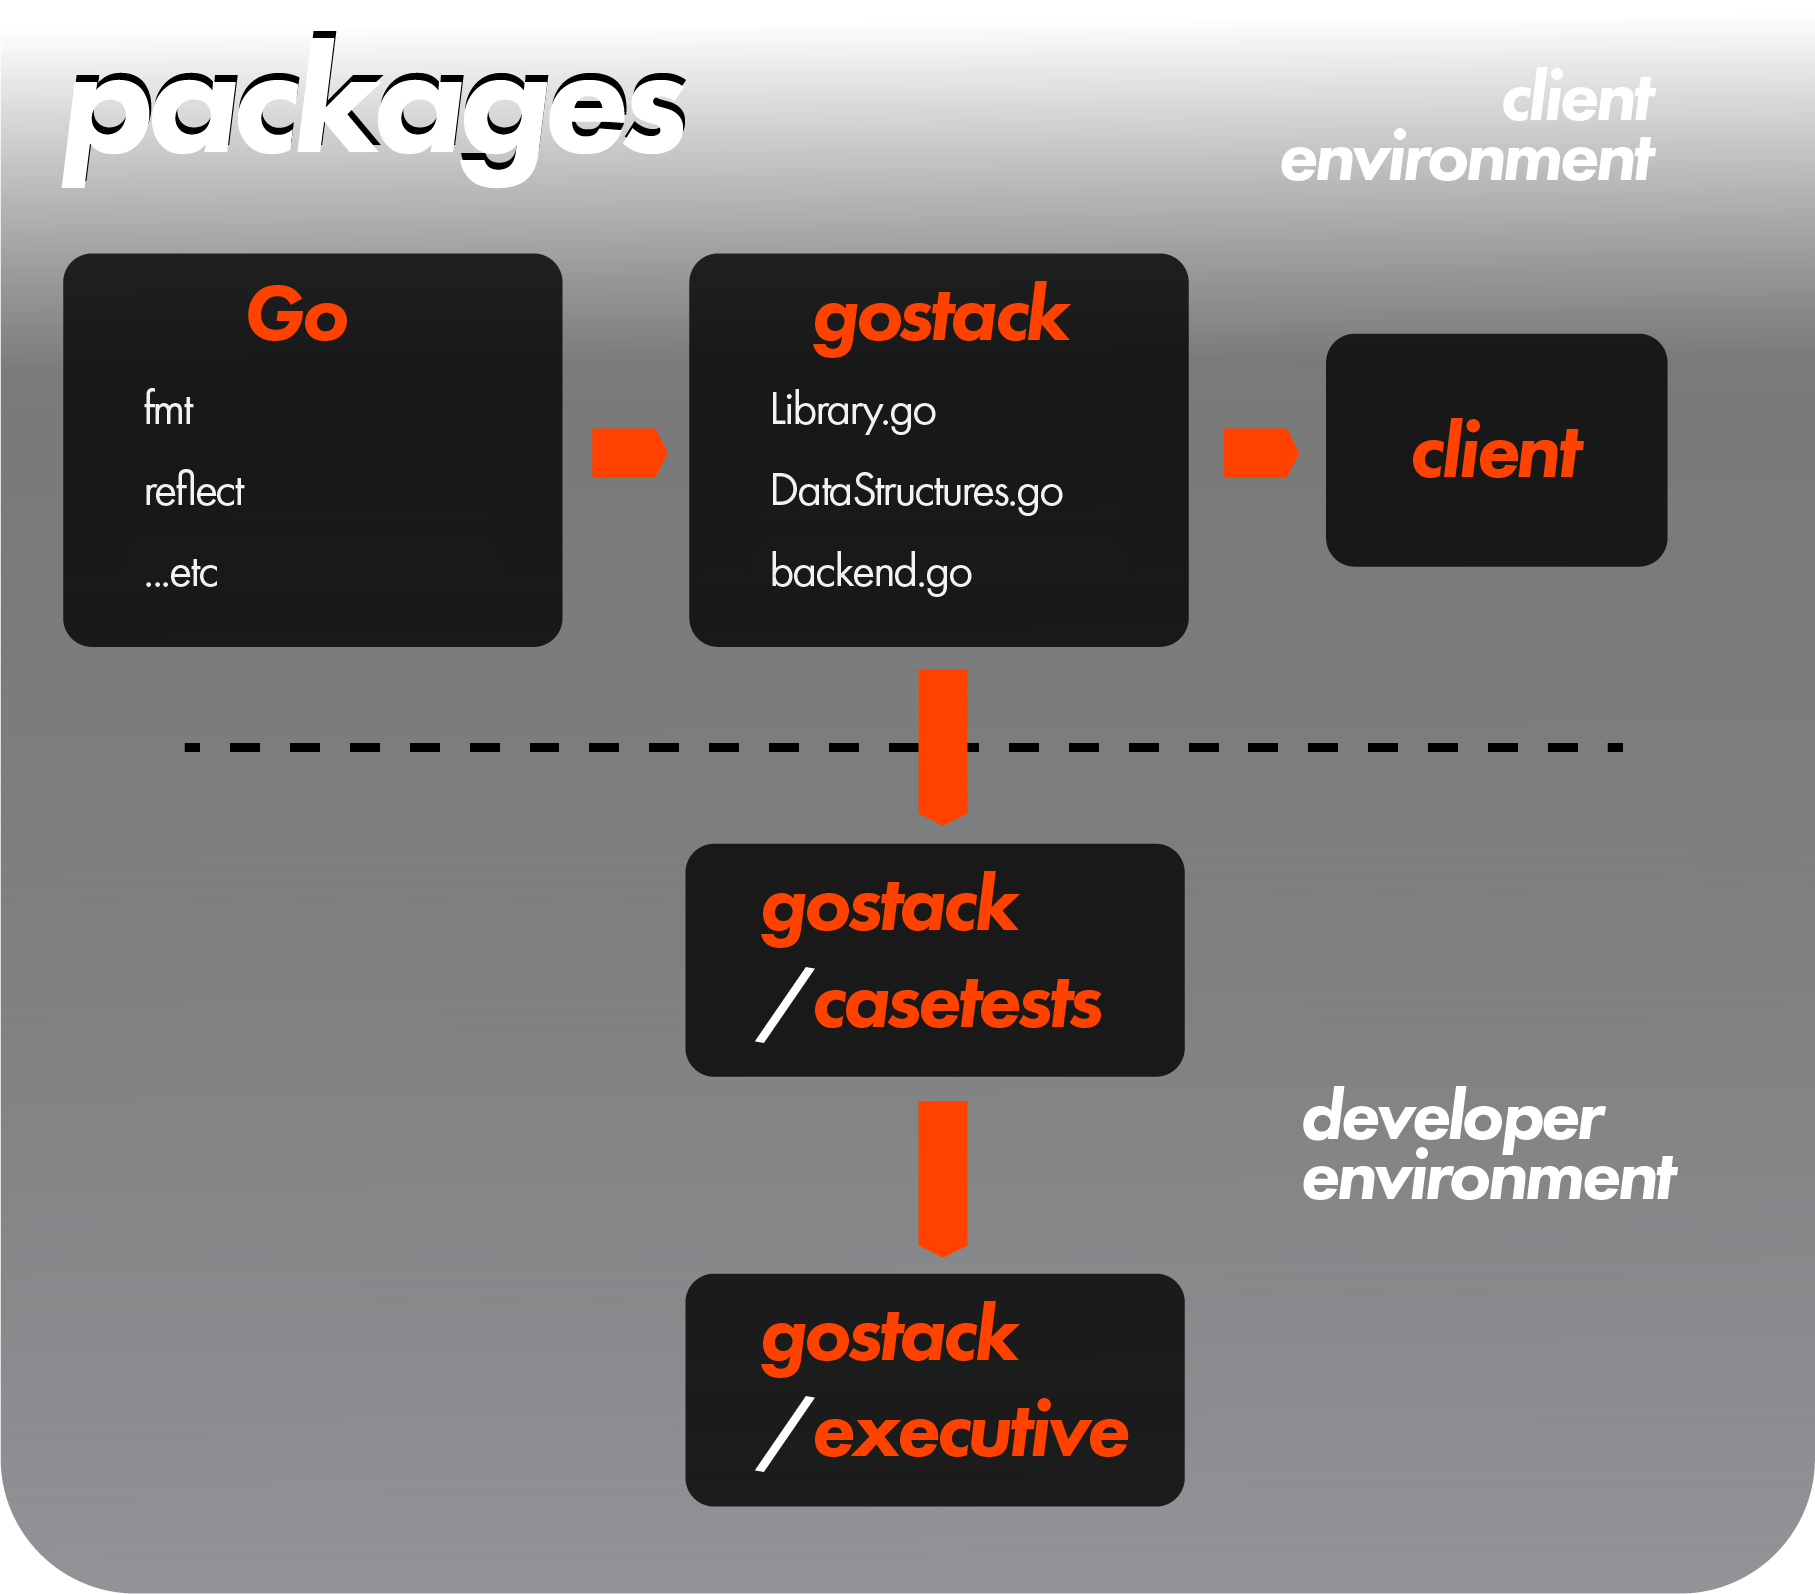 packages
client
environment
Go
fmt
reflect
...etc
gostack
Library.go
DataStructures.go
backend.go
client
gostack
/casetests
developer
environment
gostack
/executive